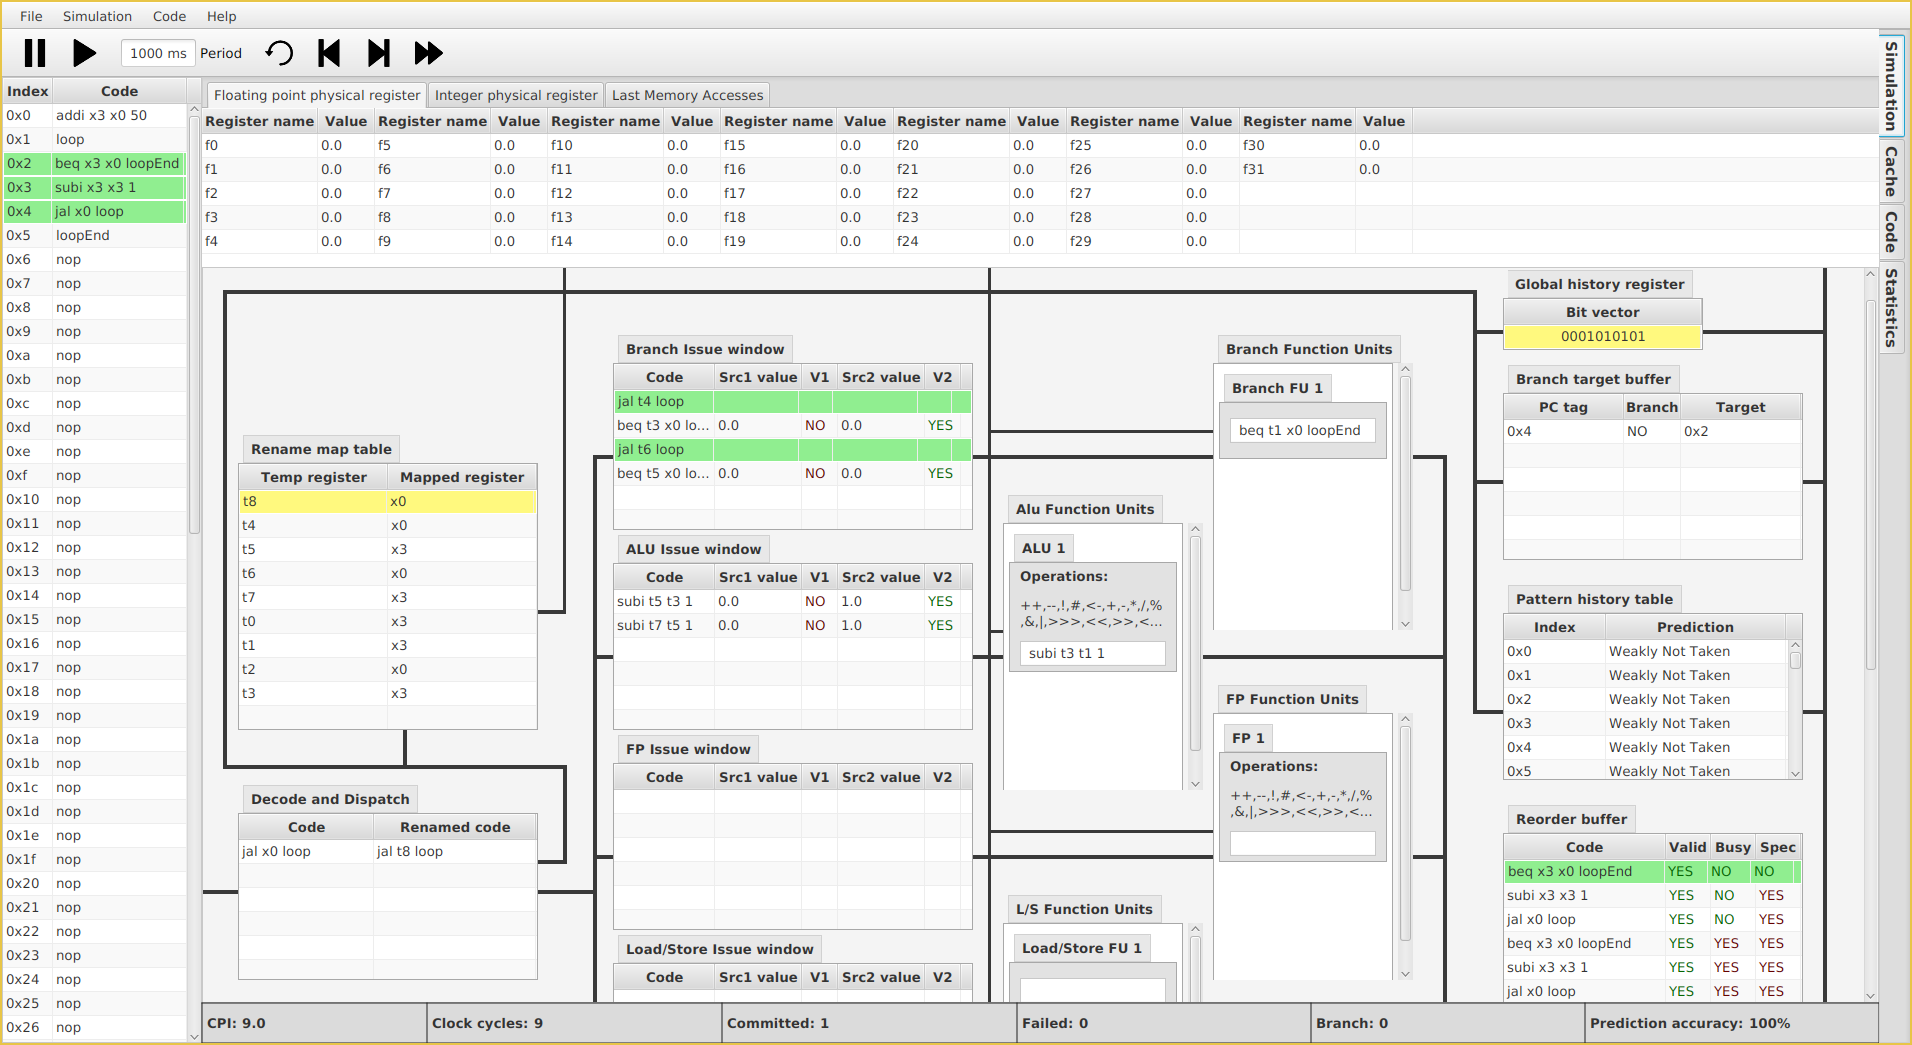 File Simulation Code Help
1000 ms Period
Simulation
Cache
Code
Statistics
Index Code
0x0 addi x3 x0 50
0x1 loop
0x2 beq x3 x0 loopEnd
0x3 subi x3 x3 1
0x4 jal x0 loop
0x5 loopEnd
0x6 nop
0x7 nop
0x8 nop
0x9 nop
0xa nop
0xb nop
0xc nop
0xd nop
0xe nop
0xf nop
0x10 nop
0x11 nop
0x12 nop
0x13 nop
0x14 nop
0x15 nop
0x16 nop
0x17 nop
0x18 nop
0x19 nop
0x1a nop
0x1b nop
0x1c nop
0x1d nop
0x1e nop
0x1f nop
0x20 nop
0x21 nop
0x22 nop
0x23 nop
0x24 nop
0x25 nop
0x26 nop
Floating point physical register Integer physical register Last Memory Accesses
Register name Value Register name Value Register name Value Register name Value Register name Value Register name Value Register name Value
f0 0.0 f5 0.0 f10 0.0 f15 0.0 f20 0.0 f25 0.0 f30 0.0
f1 0.0 f6 0.0 f11 0.0 f16 0.0 f21 0.0 f26 0.0 f31 0.0
f2 0.0 f7 0.0 f12 0.0 f17 0.0 f22 0.0 f27 0.0
f3 0.0 f8 0.0 f13 0.0 f18 0.0 f23 0.0 f28 0.0
f4 0.0 f9 0.0 f14 0.0 f19 0.0 f24 0.0 f29 0.0
Rename map table
Temp register Mapped register
t8 x0
t4 x0
t5 x3
t6 x0
t7 x3
t0 x3
t1 x3
t2 x0
t3 x3
Decode and Dispatch
Code Renamed code
jal x0 loop jal t8 loop
Branch Issue window
Code Src1 value V1 Src2 value V2
jal t4 loop
beq t3 x0 lo... 0.0 NO 0.0 YES
jal t6 loop
beq t5 x0 lo... 0.0 NO 0.0 YES
ALU Issue window
Code Src1 value V1 Src2 value V2
subi t5 t3 1 0.0 NO 1.0 YES
subi t7 t5 1 0.0 NO 1.0 YES
FP Issue window
Code Src1 value V1 Src2 value V2
Load/Store Issue window
Code Src1 value V1 Src2 value V2
Alu Function Units
ALU 1
Operations:
++,--,!,#,<-,+,-,*,/,%
,&,|,>>>,<<,>>,<...
subi t3 t1 1
L/S Function Units
Load/Store FU 1
Branch Function Units
Branch FU 1
beq t1 x0 loopEnd
FP Function Units
FP 1
Operations:
++,--,!,#,<-,+,-,*,/,%
,&,|,>>>,<<,>>,<...
Global history register
Bit vector
0001010101
Branch target buffer
PC tag Branch Target
0x4 NO 0x2
Pattern history table
Index Prediction
0x0 Weakly Not Taken
0x1 Weakly Not Taken
0x2 Weakly Not Taken
0x3 Weakly Not Taken
0x4 Weakly Not Taken
0x5 Weakly Not Taken
Reorder buffer
Code Valid Busy Spec
beq x3 x0 loopEnd YES NO NO
subi x3 x3 1 YES NO YES
jal x0 loop YES NO YES
beq x3 x0 loopEnd YES YES YES
subi x3 x3 1 YES YES YES
jal x0 loop YES YES YES
CPI: 9.0 Clock cycles: 9 Committed: 1 Failed: 0 Branch: 0 Prediction accuracy: 100%